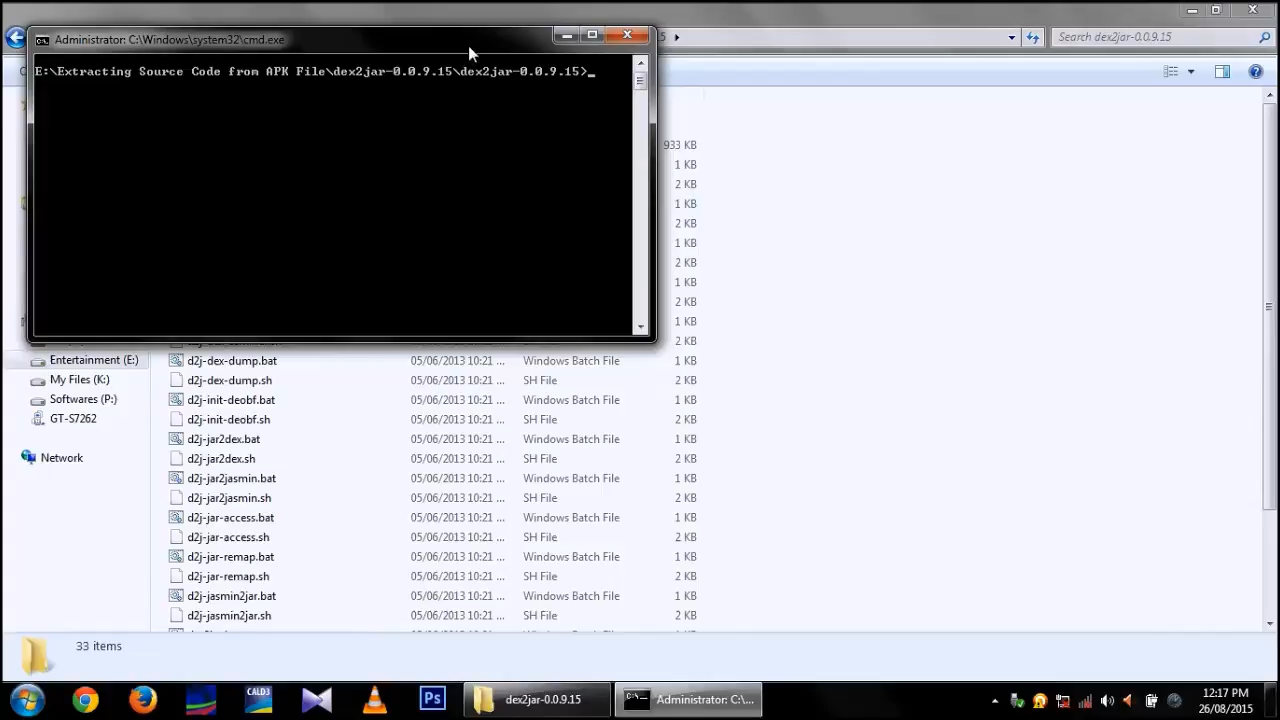 Administrator: C:\Windows\system32\cmd.exe
Search dex2jar-0.0.9.15
E:\Extracting Source Code from APK File\dex2jar-0.0.9.15\dex2jar-0.0.9.15>_
933 KB
1 KB
2 KB
1 KB
2 KB
1 KB
2 KB
1 KB
2 KB
1 KB
2 KB
Entertainment (E:)
d2j-dex-dump.bat 05/06/2013 10:21 ... Windows Batch File 1 KB
My Files (K:)
d2j-dex-dump.sh 05/06/2013 10:21 ... SH File 2 KB
Softwares (P:)
d2j-init-deobf.bat 05/06/2013 10:21 ... Windows Batch File 1 KB
GT-S7262
d2j-init-deobf.sh 05/06/2013 10:21 ... SH File 2 KB
d2j-jar2dex.bat 05/06/2013 10:21 ... Windows Batch File 1 KB
Network
d2j-jar2dex.sh 05/06/2013 10:21 ... SH File 2 KB
d2j-jar2jasmin.bat 05/06/2013 10:21 ... Windows Batch File 1 KB
d2j-jar2jasmin.sh 05/06/2013 10:21 ... SH File 2 KB
d2j-jar-access.bat 05/06/2013 10:21 ... Windows Batch File 1 KB
d2j-jar-access.sh 05/06/2013 10:21 ... SH File 2 KB
d2j-jar-remap.bat 05/06/2013 10:21 ... Windows Batch File 1 KB
d2j-jar-remap.sh 05/06/2013 10:21 ... SH File 2 KB
d2j-jasmin2jar.bat 05/06/2013 10:21 ... Windows Batch File 1 KB
d2j-jasmin2jar.sh 05/06/2013 10:21 ... SH File 2 KB
33 items
CALD3
Ps
dex2jar-0.0.9.15
Administrator: C:\...
12:17 PM
26/08/2015